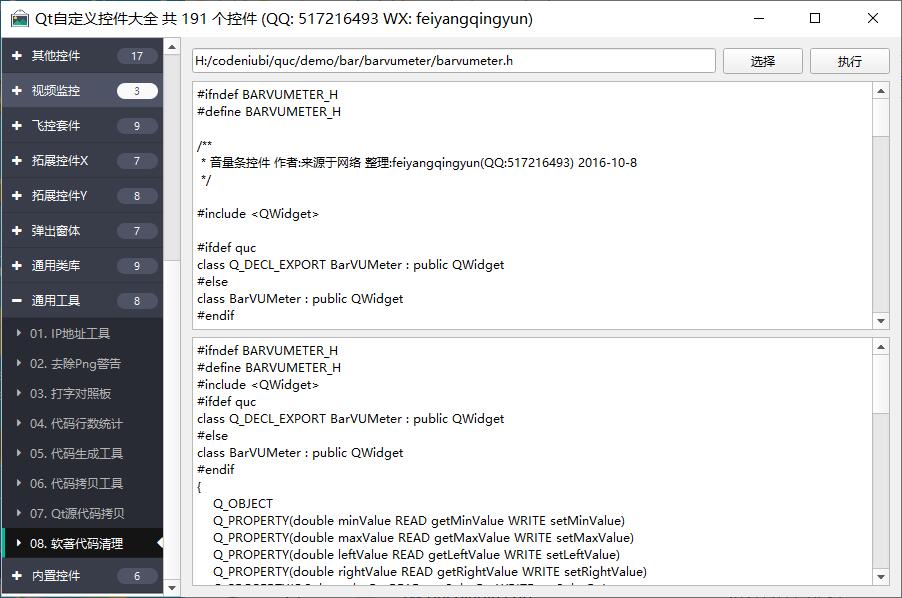 Qt自定义控件大全 共 191 个控件 (QQ: 517216493 WX: feiyangqingyun)
其他控件 17
视频监控 3
飞控套件 9
拓展控件X 7
拓展控件Y 8
弹出窗体 7
通用类库 9
通用工具 8
01. IP地址工具
02. 去除Png警告
03. 打字对照板
04. 代码行数统计
05. 代码生成工具
06. 代码拷贝工具
07. Qt源代码拷贝
08. 软著代码清理
内置控件 6
H:/codeniubi/quc/demo/bar/barvumeter/barvumeter.h
选择 执行
#ifndef BARVUMETER_H
#define BARVUMETER_H
/**
* 音量条控件 作者:来源于网络 整理:feiyangqingyun(QQ:517216493) 2016-10-8
*/
#include <QWidget>
#ifdef quc
class Q_DECL_EXPORT BarVUMeter : public QWidget
#else
class BarVUMeter : public QWidget
#endif
#ifndef BARVUMETER_H
#define BARVUMETER_H
#include <QWidget>
#ifdef quc
class Q_DECL_EXPORT BarVUMeter : public QWidget
#else
class BarVUMeter : public QWidget
#endif
{
Q_OBJECT
Q_PROPERTY(double minValue READ getMinValue WRITE setMinValue)
Q_PROPERTY(double maxValue READ getMaxValue WRITE setMaxValue)
Q_PROPERTY(double leftValue READ getLeftValue WRITE setLeftValue)
Q_PROPERTY(double rightValue READ getRightValue WRITE setRightValue)